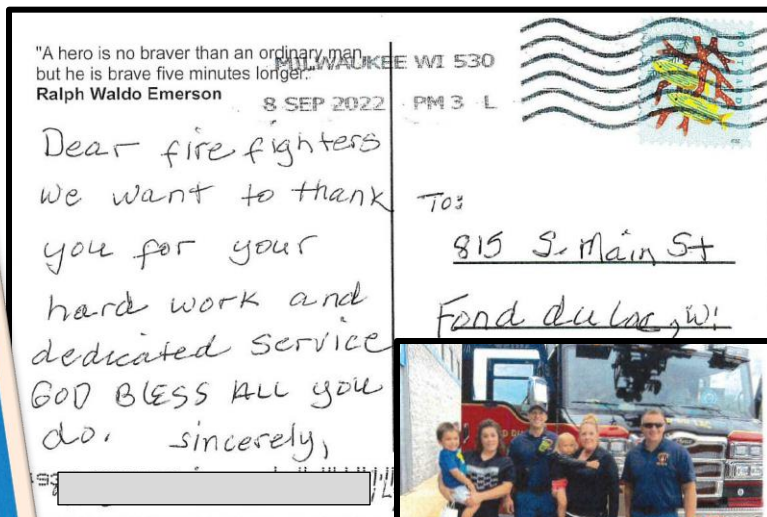 "A hero is no braver than an ordinary man,
but he is brave five minutes longer."
Ralph Waldo Emerson
MILWAUKEE WI 530
8 SEP 2022 PM 3 L
Dear fire fighters
we want to thank
you for your
hard work and
dedicated service
GOD BLESS ALL you
do. sincerely,
To:
815 S. Main St
Fond du Lac, WI